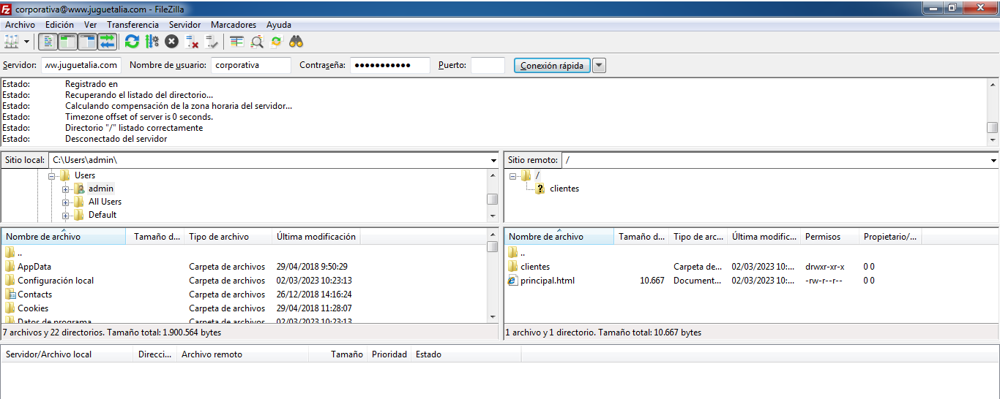 corporativa@www.juguetalia.com - FileZilla
Archivo Edición Ver Transferencia Servidor Marcadores Ayuda
Servidor: ww.juguetalia.com Nombre de usuario: corporativa Contraseña: ●●●●●●●●●●● Puerto: Conexión rápida
Estado: Registrado en
Estado: Recuperando el listado del directorio...
Estado: Calculando compensación de la zona horaria del servidor...
Estado: Timezone offset of server is 0 seconds.
Estado: Directorio "/" listado correctamente
Estado: Desconectado del servidor
Sitio local: C:\Users\admin\
Users
admin
All Users
Default
Nombre de archivo Tamaño d... Tipo de archivo Última modificación
..
AppData Carpeta de archivos 29/04/2018 9:50:29
Configuración local Carpeta de archivos 02/03/2023 10:23:13
Contacts Carpeta de archivos 26/12/2018 14:16:24
Cookies Carpeta de archivos 29/04/2018 11:28:07
Datos de programa Carpeta de archivos 02/03/2023 10:23:13
7 archivos y 22 directorios. Tamaño total: 1.900.564 bytes
Sitio remoto: /
/
clientes
Nombre de archivo Tamaño d... Tipo de arc... Última modific... Permisos Propietario/...
..
clientes Carpeta de... 02/03/2023 10:... drwxr-xr-x 0 0
principal.html 10.667 Document... 02/03/2023 10:... -rw-r--r-- 0 0
1 archivo y 1 directorio. Tamaño total: 10.667 bytes
Servidor/Archivo local Direcci... Archivo remoto Tamaño Prioridad Estado